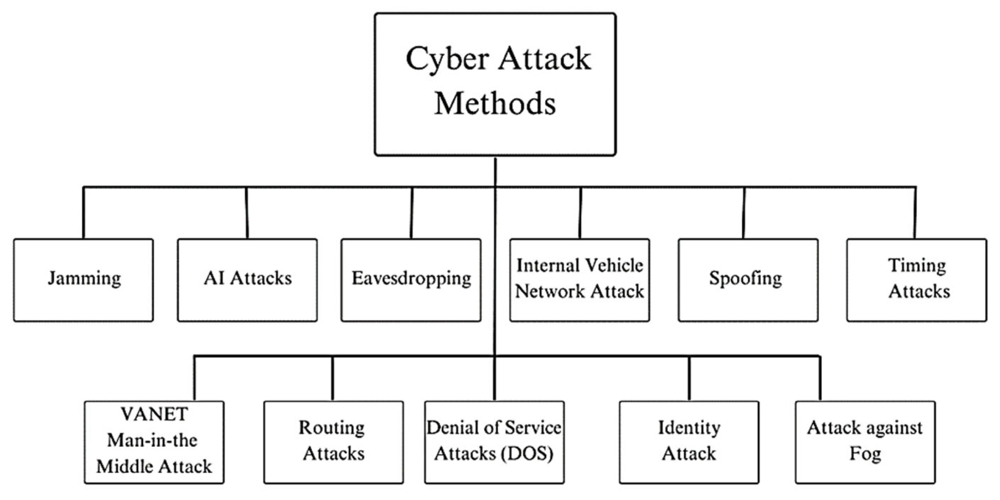 Cyber Attack
Methods
Jamming
AI Attacks
Eavesdropping
Internal Vehicle
Network Attack
Spoofing
Timing
Attacks
VANET
Man-in-the
Middle Attack
Routing
Attacks
Denial of Service
Attacks (DOS)
Identity
Attack
Attack against
Fog